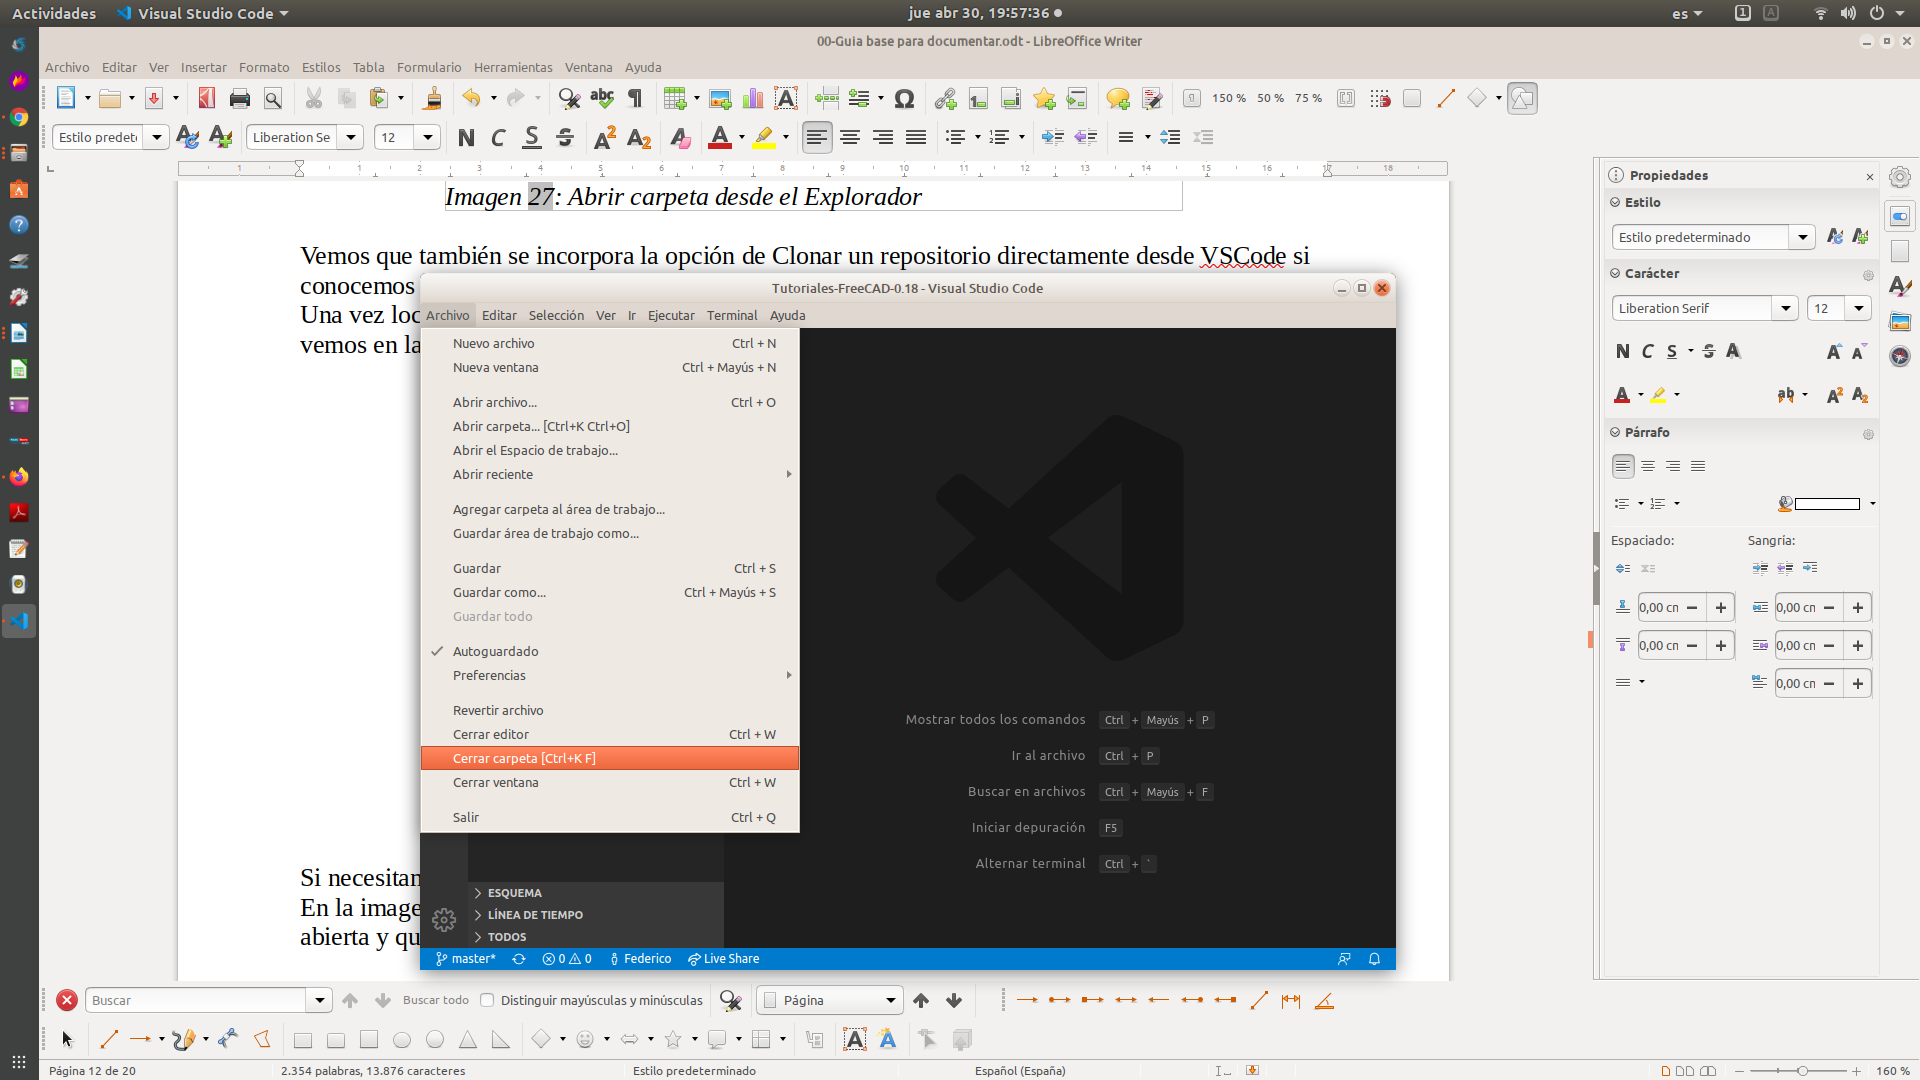 Actividades
Visual Studio Code
jue abr 30, 19:57:36
es
1
A
00-Guia base para documentar.odt - LibreOffice Writer
Archivo Editar Ver Insertar Formato Estilos Tabla Formulario Herramientas Ventana Ayuda
150 % 50 % 75 %
Liberation Se
12
Imagen 27: Abrir carpeta desde el Explorador
Vemos que también se incorpora la opción de Clonar un repositorio directamente desde VSCode si
conocemos
Una vez loc
vemos en la
Si necesitan
En la image
abierta y qu
Tutoriales-FreeCAD-0.18 - Visual Studio Code
Archivo Editar Selección Ver Ir Ejecutar Terminal Ayuda
Nuevo archivo Ctrl + N
Nueva ventana Ctrl + Mayús + N
Abrir archivo... Ctrl + O
Abrir carpeta... [Ctrl+K Ctrl+O]
Abrir el Espacio de trabajo...
Abrir reciente
Agregar carpeta al área de trabajo...
Guardar área de trabajo como...
Guardar Ctrl + S
Guardar como... Ctrl + Mayús + S
Guardar todo
Autoguardado
Preferencias
Revertir archivo
Cerrar editor Ctrl + W
Cerrar carpeta [Ctrl+K F]
Cerrar ventana Ctrl + W
Salir Ctrl + Q
Mostrar todos los comandos Ctrl + Mayús + P
Ir al archivo Ctrl + P
Buscar en archivos Ctrl + Mayús + F
Iniciar depuración F5
Alternar terminal Ctrl + `
ESQUEMA
LÍNEA DE TIEMPO
TODOS
master* 0 0 Federico Live Share
Propiedades
Estilo
Estilo predeterminado
Carácter
Liberation Serif 12
Párrafo
Espaciado: Sangría:
0,00 cm 0,00 cm
0,00 cm 0,00 cm
0,00 cm
Buscar Buscar todo Distinguir mayúsculas y minúsculas Página
Página 12 de 20 2.354 palabras, 13.876 caracteres Estilo predeterminado Español (España) 160 %